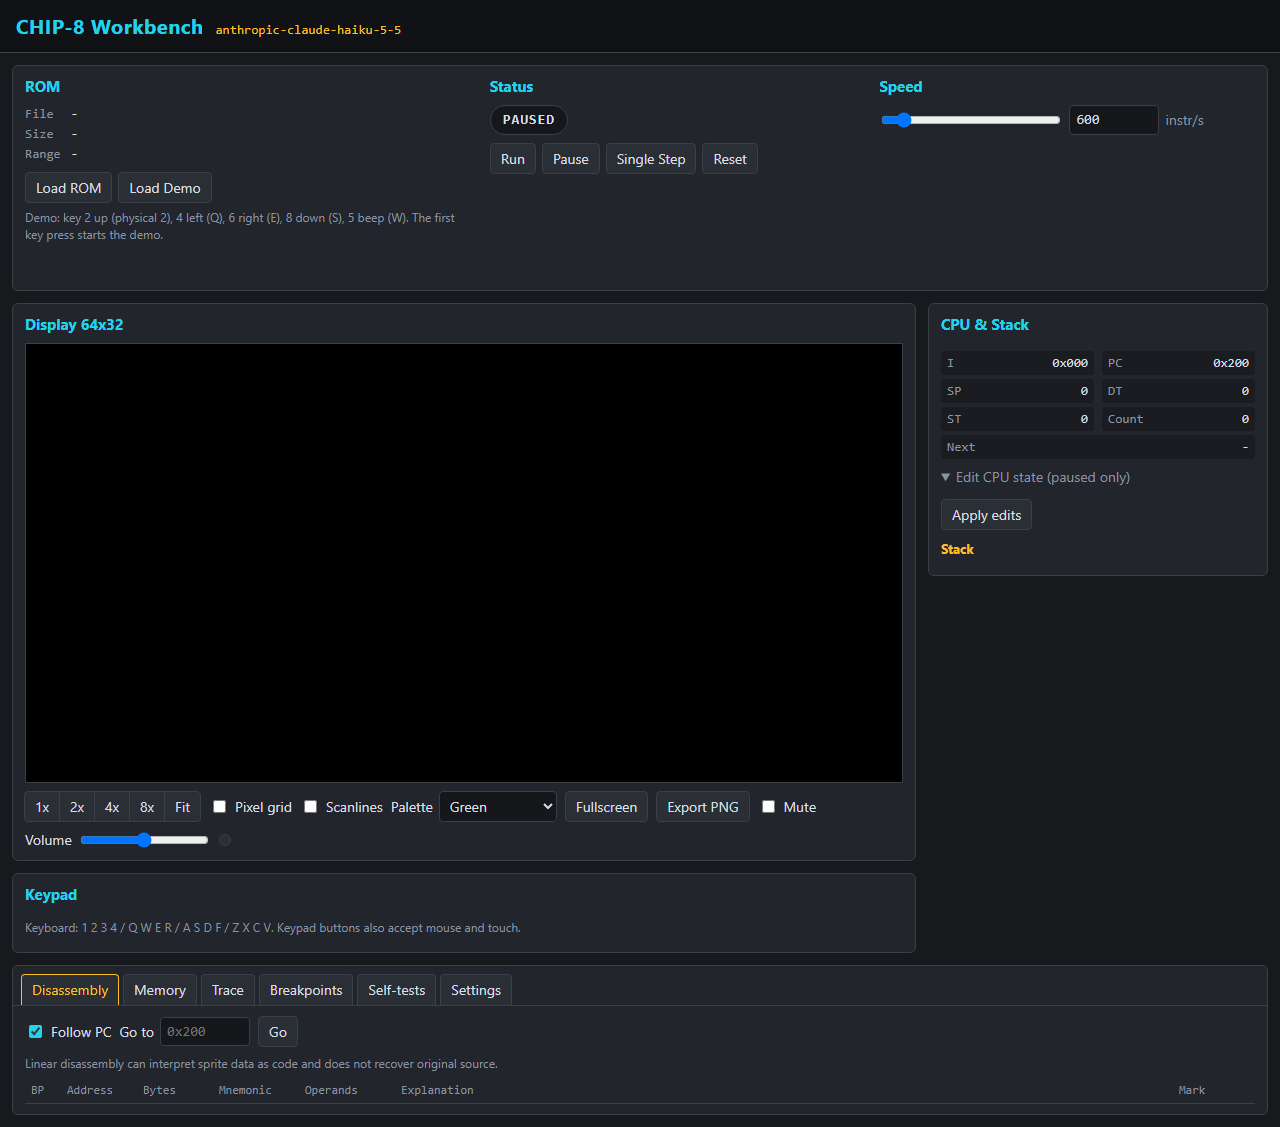 CHIP-8 Workbench anthropic-claude-haiku-5-5
ROM
File -
Size -
Range -
Load ROM Load Demo
Demo: key 2 up (physical 2), 4 left (Q), 6 right (E), 8 down (S), 5 beep (W). The first
key press starts the demo.
Status
PAUSED
Run Pause Single Step Reset
Speed
600 instr/s
Display 64x32
1x 2x 4x 8x Fit Pixel grid Scanlines Palette Green Fullscreen Export PNG Mute
Volume
CPU & Stack
I 0x000 PC 0x200
SP 0 DT 0
ST 0 Count 0
Next -
▼ Edit CPU state (paused only)
Apply edits
Stack
Keypad
Keyboard: 1 2 3 4 / Q W E R / A S D F / Z X C V. Keypad buttons also accept mouse and touch.
Disassembly Memory Trace Breakpoints Self-tests Settings
Follow PC Go to 0x200 Go
Linear disassembly can interpret sprite data as code and does not recover original source.
BP Address Bytes Mnemonic Operands Explanation Mark